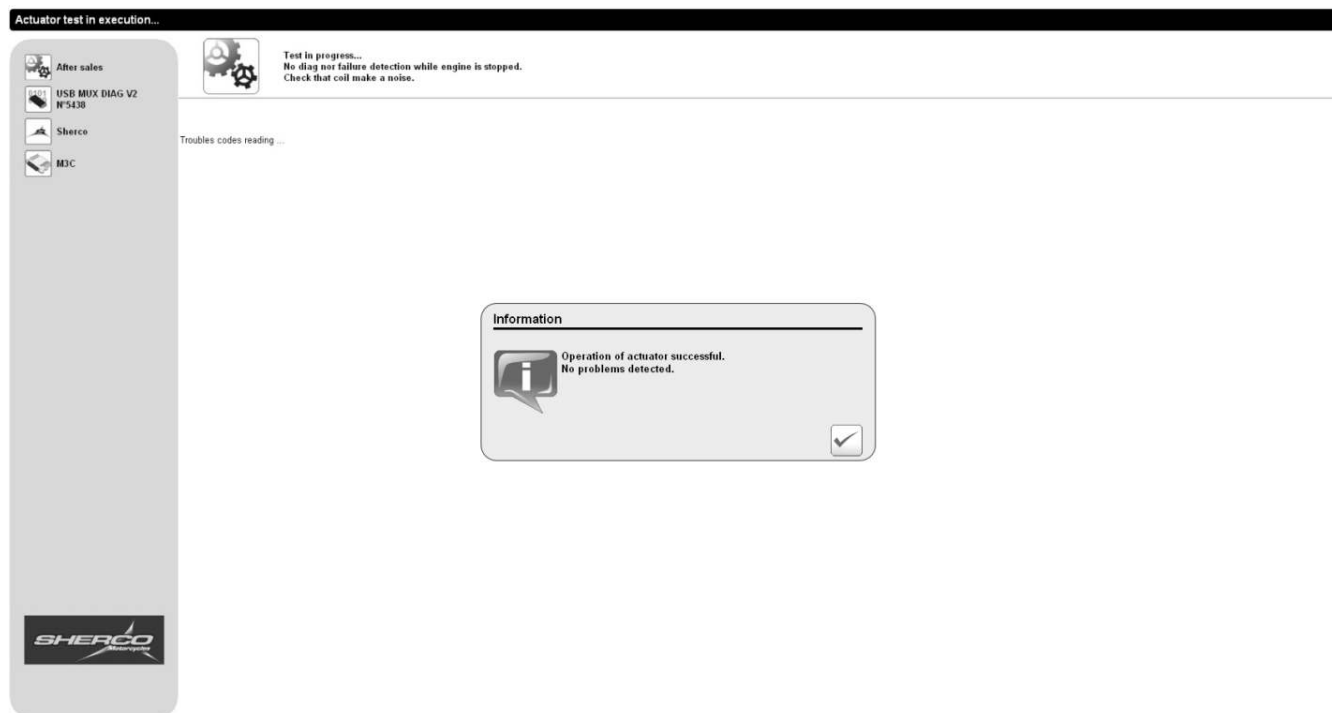 Actuator test in execution...
After sales
USB MUX DIAG V2
N°5438
Sherco
M3C
Test in progress...
No diag nor failure detection while engine is stopped.
Check that coil make a noise.
Troubles codes reading ...
Information
Operation of actuator successful.
No problems detected.
SHERCO
Motorcycles